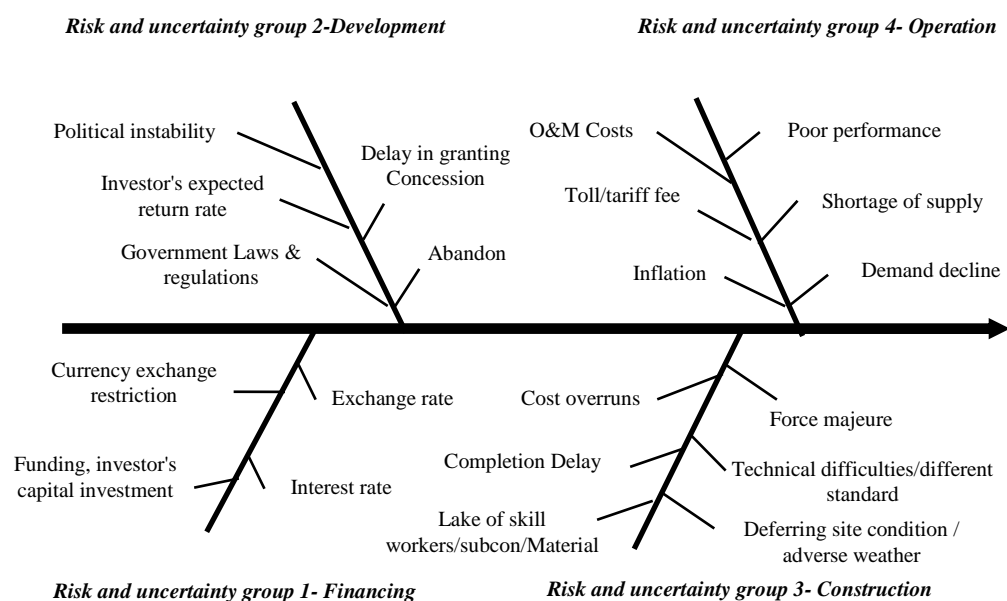 Risk and uncertainty group 2-Development
Risk and uncertainty group 4- Operation
Political instability
Delay in granting
Concession
Investor's expected
return rate
Government Laws &
regulations
Abandon
O&M Costs
Poor performance
Toll/tariff fee
Shortage of supply
Inflation
Demand decline
Currency exchange
restriction
Exchange rate
Funding, investor's
capital investment
Interest rate
Cost overruns
Force majeure
Completion Delay
Technical difficulties/different
standard
Lake of skill
workers/subcon/Material
Deferring site condition /
adverse weather
Risk and uncertainty group 1- Financing
Risk and uncertainty group 3- Construction